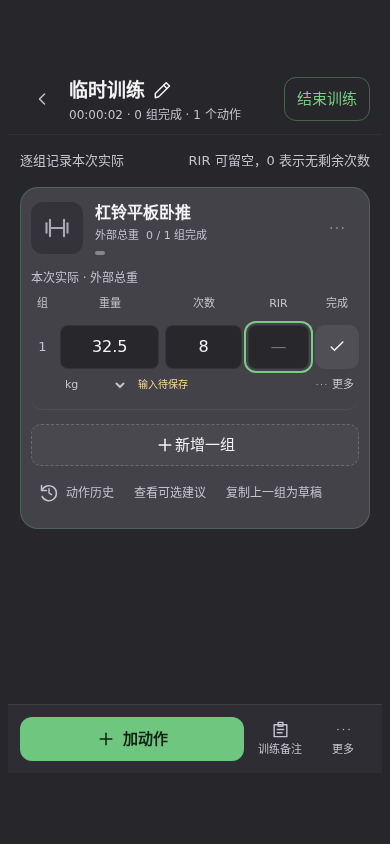 临时训练
00:00:02 · 0 组完成 · 1 个动作
结束训练
逐组记录本次实际
RIR 可留空，0 表示无剩余次数
杠铃平板卧推
外部总重 0 / 1 组完成
···
本次实际 · 外部总重
组 重量 次数 RIR 完成
1 32.5 8 —
kg 输入待保存 ··· 更多
新增一组
动作历史 查看可选建议 复制上一组为草稿
加动作
训练备注
··· 更多